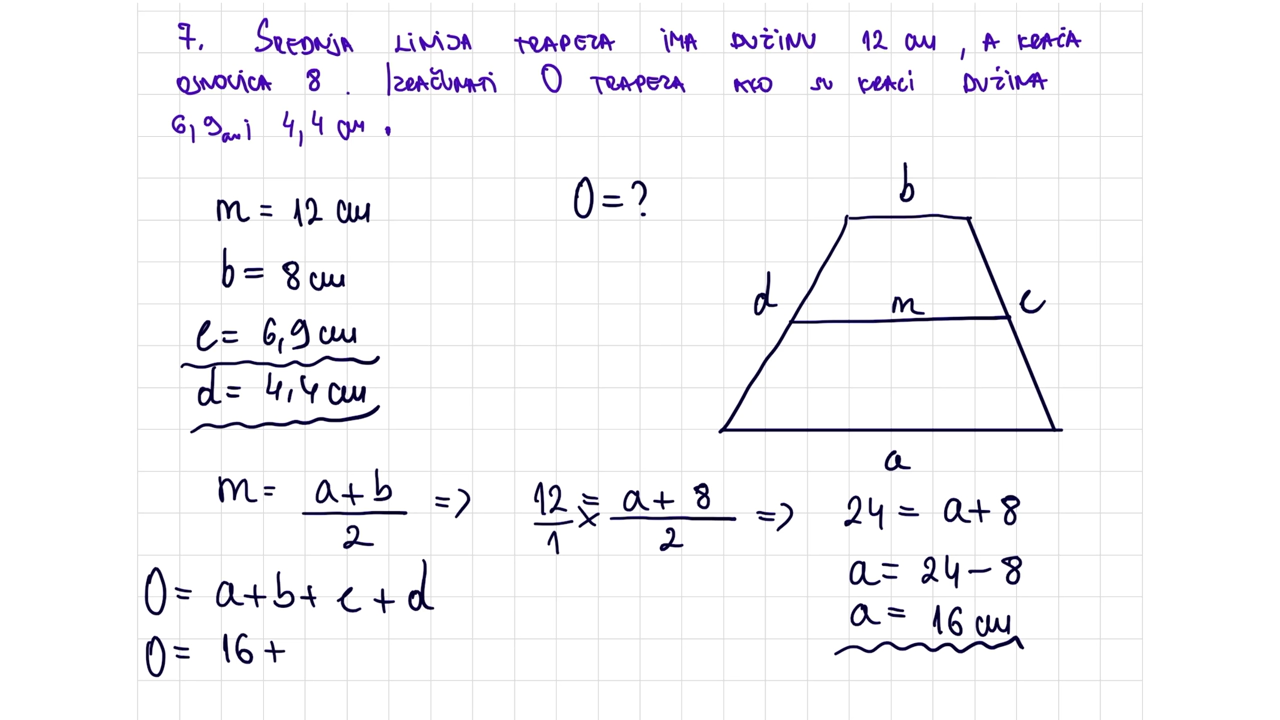 7. SREDNJA LINIJA TRAPEZA IMA DUŽINU 12 cm, A KRAĆA
OSNOVICA 8. IZRAČUNATI O TRAPEZA AKO SU KRACI DUŽINA
6,9cm i 4,4 cm.
m = 12 cm
O = ?
b = 8 cm
c = 6,9 cm
d = 4,4 cm
b
d
m
c
a
m = a+b/2 => 12/1 = a+8/2 => 24 = a+8
a = 24-8
a = 16 cm
O = a+b+c+d
O = 16+